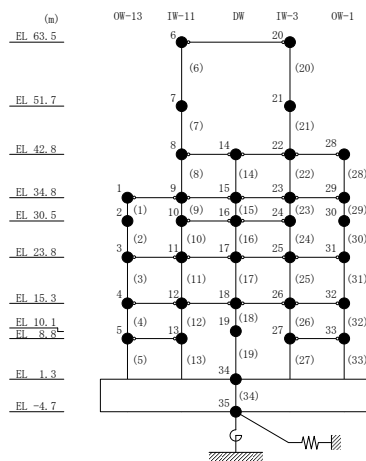 (m) OW-13 IW-11 DW IW-3 OW-1
EL 63.5 6 20
(6) (20)
EL 51.7 7 21
(7) (21)
EL 42.8 8 14 22 28
(8) (14) (22) (28)
EL 34.8 1 9 15 23 29
(1) (9) (15) (23) (29)
EL 30.5 2 10 16 24 30
(2) (10) (16) (24) (30)
EL 23.8 3 11 17 25 31
(3) (11) (17) (25) (31)
EL 15.3 4 12 18 26 32
(4) (12) (18) (26) (32)
EL 10.1 19
EL 8.8 5 13 27 33
(5) (13) (19) (27) (33)
EL 1.3 34
(34)
EL -4.7 35